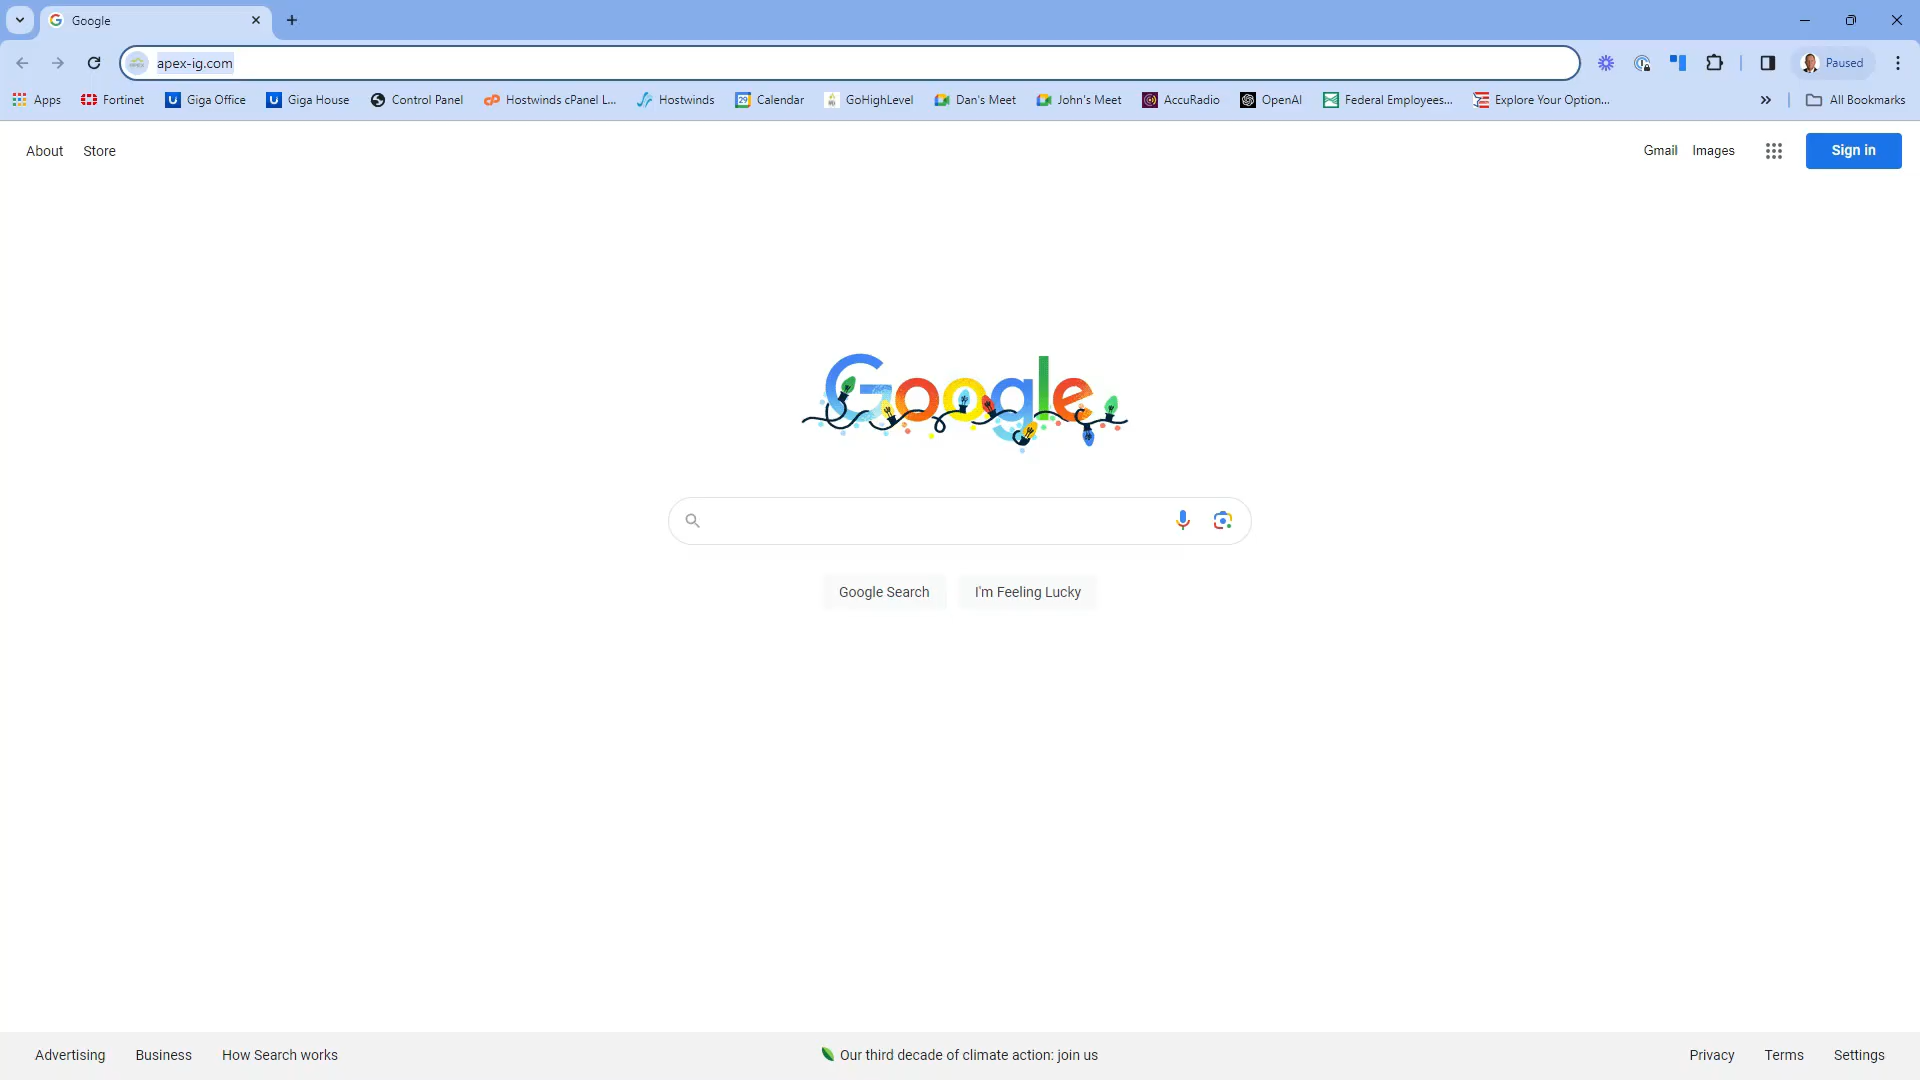 Google
apex-ig.com
Paused
Apps
Fortinet
Giga Office
Giga House
Control Panel
Hostwinds cPanel L...
Hostwinds
Calendar
GoHighLevel
Dan's Meet
John's Meet
AccuRadio
OpenAI
Federal Employees...
Explore Your Option...
All Bookmarks
About
Store
Gmail
Images
Sign in
Google
Google Search
I'm Feeling Lucky
Advertising
Business
How Search works
Our third decade of climate action: join us
Privacy
Terms
Settings